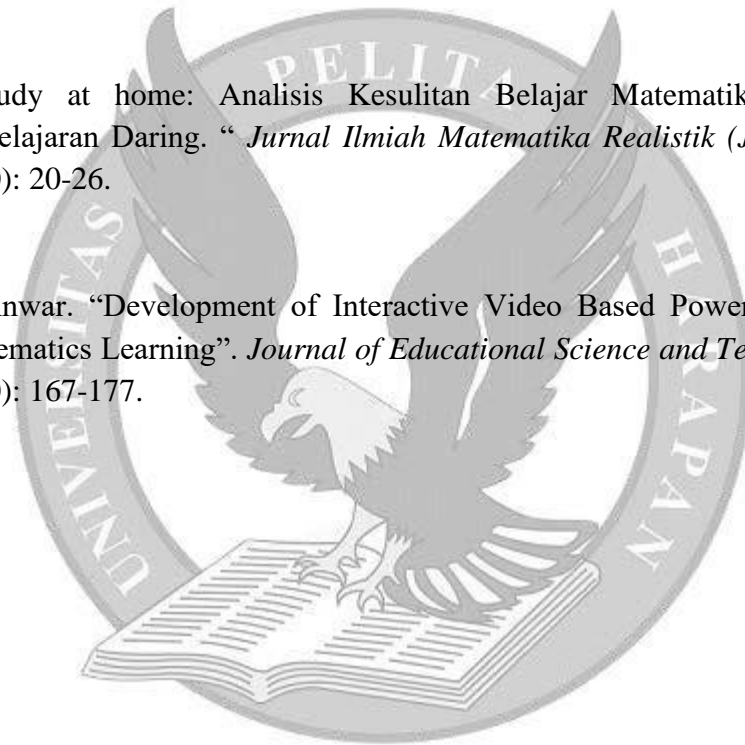 udy at home: Analisis Kesulitan Belajar Matematik
elajaran Daring. “ Jurnal Ilmiah Matematika Realistik (J
): 20-26.
nwar. “Development of Interactive Video Based Power
ematics Learning”. Journal of Educational Science and Te
): 167-177.
UNIVERSITAS PELITA HARAPAN